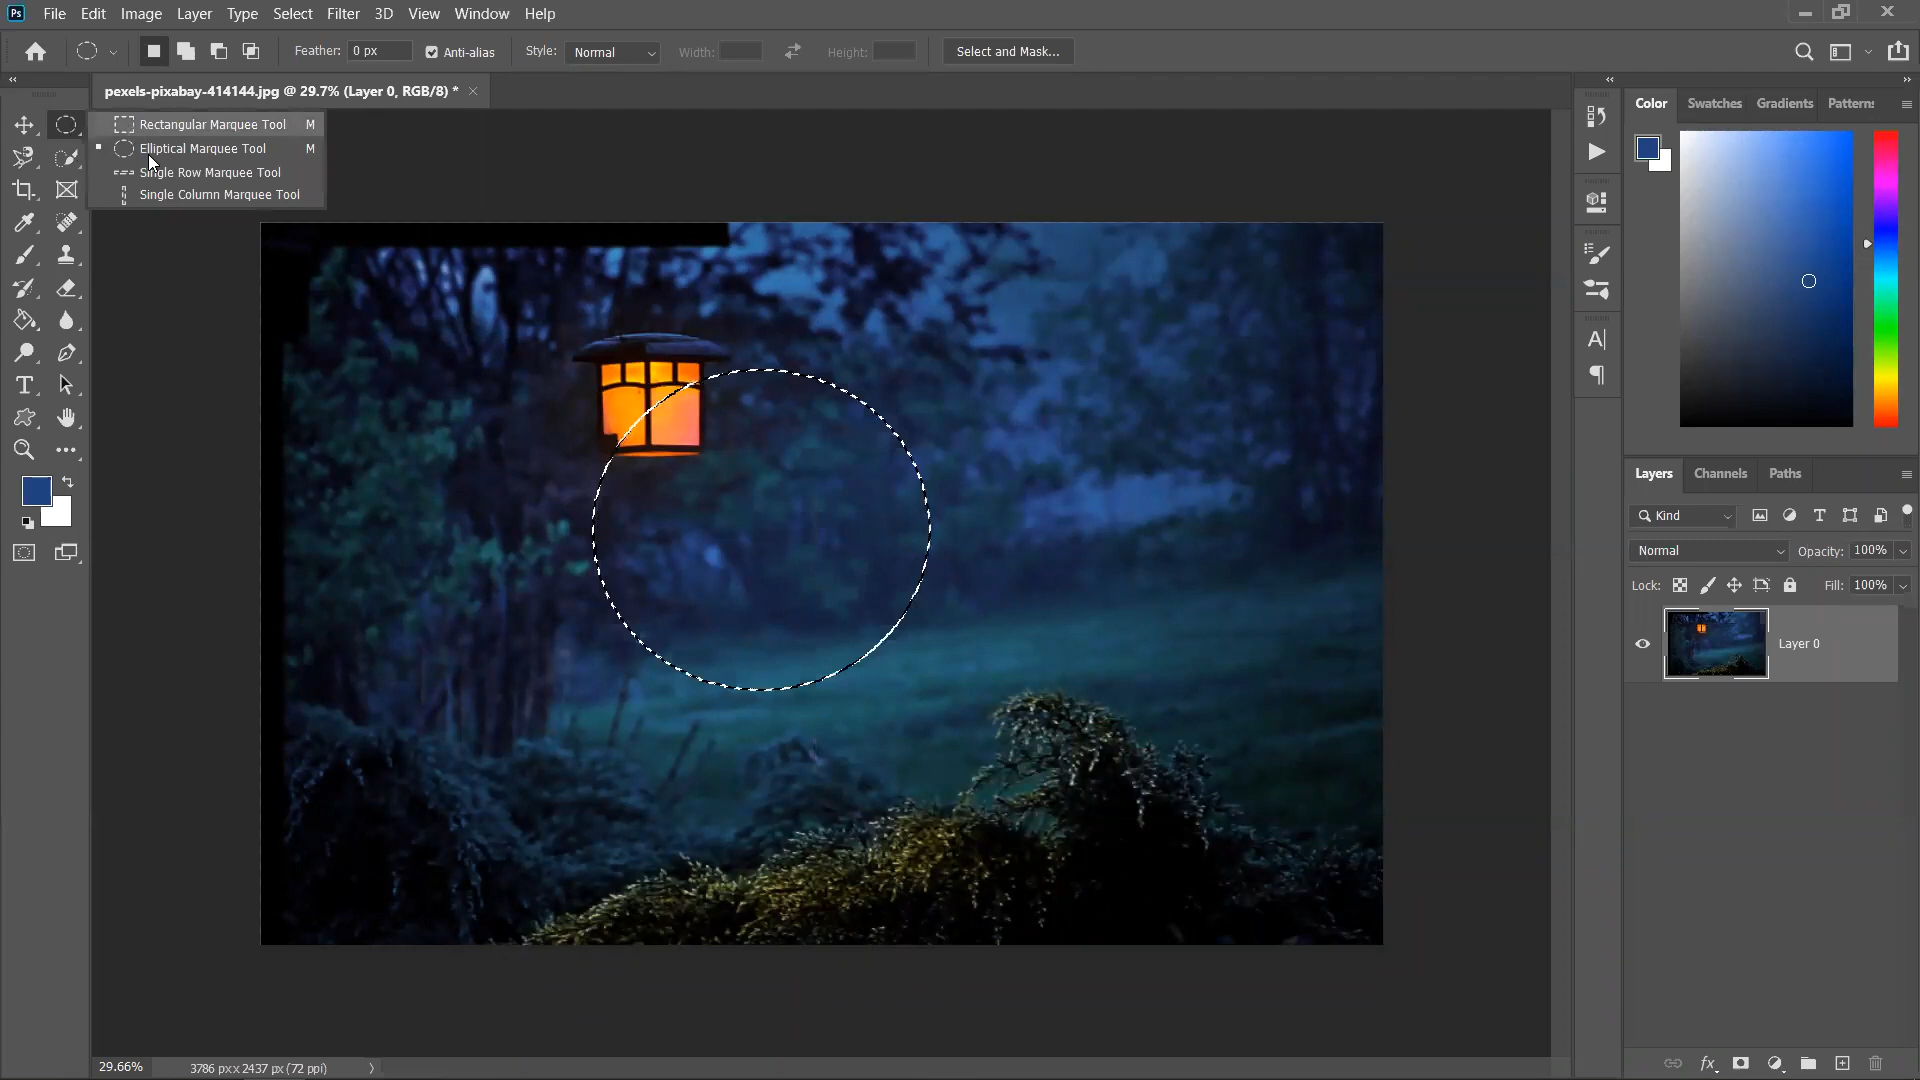 Ps File Edit Image Layer Type Select Filter 3D View Window Help
Feather: 0 px Anti-alias Style: Normal Width: Height: Select and Mask...
pexels-pixabay-414144.jpg @ 29.7% (Layer 0, RGB/8) *
Rectangular Marquee Tool M
Elliptical Marquee Tool M
Single Row Marquee Tool
Single Column Marquee Tool
Color Swatches Gradients Patterns
Layers Channels Paths
Kind
Normal Opacity: 100%
Lock: Fill: 100%
Layer 0
29.66% 3786 px x 2437 px (72 ppi)